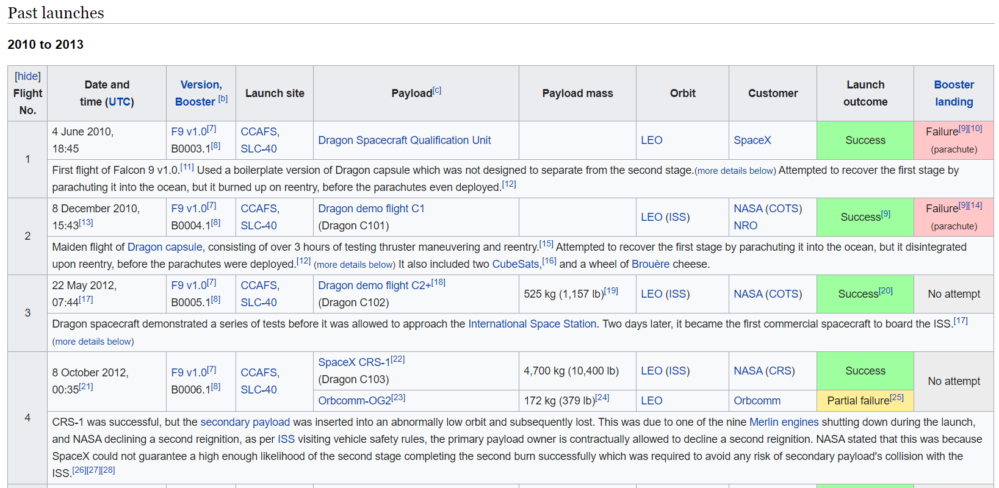 Past launches
2010 to 2013
[hide]
Flight
No.
Date and
time (UTC)
Version,
Booster [b]
Launch site
Payload[c]
Payload mass
Orbit
Customer
Launch
outcome
Booster
landing
1
4 June 2010,
18:45
F9 v1.0[7]
B0003.1[8]
CCAFS,
SLC-40
Dragon Spacecraft Qualification Unit
LEO
SpaceX
Success
Failure[9][10]
(parachute)
First flight of Falcon 9 v1.0.[11] Used a boilerplate version of Dragon capsule which was not designed to separate from the second stage.(more details below) Attempted to recover the first stage by
parachuting it into the ocean, but it burned up on reentry, before the parachutes even deployed.[12]
2
8 December 2010,
15:43[13]
F9 v1.0[7]
B0004.1[8]
CCAFS,
SLC-40
Dragon demo flight C1
(Dragon C101)
LEO (ISS)
NASA (COTS)
NRO
Success[9]
Failure[9][14]
(parachute)
Maiden flight of Dragon capsule, consisting of over 3 hours of testing thruster maneuvering and reentry.[15] Attempted to recover the first stage by parachuting it into the ocean, but it disintegrated
upon reentry, before the parachutes were deployed.[12] (more details below) It also included two CubeSats,[16] and a wheel of Brouère cheese.
3
22 May 2012,
07:44[17]
F9 v1.0[7]
B0005.1[8]
CCAFS,
SLC-40
Dragon demo flight C2+[18]
(Dragon C102)
525 kg (1,157 lb)[19]
LEO (ISS)
NASA (COTS)
Success[20]
No attempt
Dragon spacecraft demonstrated a series of tests before it was allowed to approach the International Space Station. Two days later, it became the first commercial spacecraft to board the ISS.[17]
(more details below)
4
8 October 2012,
00:35[21]
F9 v1.0[7]
B0006.1[8]
CCAFS,
SLC-40
SpaceX CRS-1[22]
(Dragon C103)
4,700 kg (10,400 lb)
LEO (ISS)
NASA (CRS)
Success
No attempt
Orbcomm-OG2[23]
172 kg (379 lb)[24]
LEO
Orbcomm
Partial failure[25]
CRS-1 was successful, but the secondary payload was inserted into an abnormally low orbit and subsequently lost. This was due to one of the nine Merlin engines shutting down during the launch,
and NASA declining a second reignition, as per ISS visiting vehicle safety rules, the primary payload owner is contractually allowed to decline a second reignition. NASA stated that this was because
SpaceX could not guarantee a high enough likelihood of the second stage completing the second burn successfully which was required to avoid any risk of secondary payload's collision with the
ISS.[26][27][28]